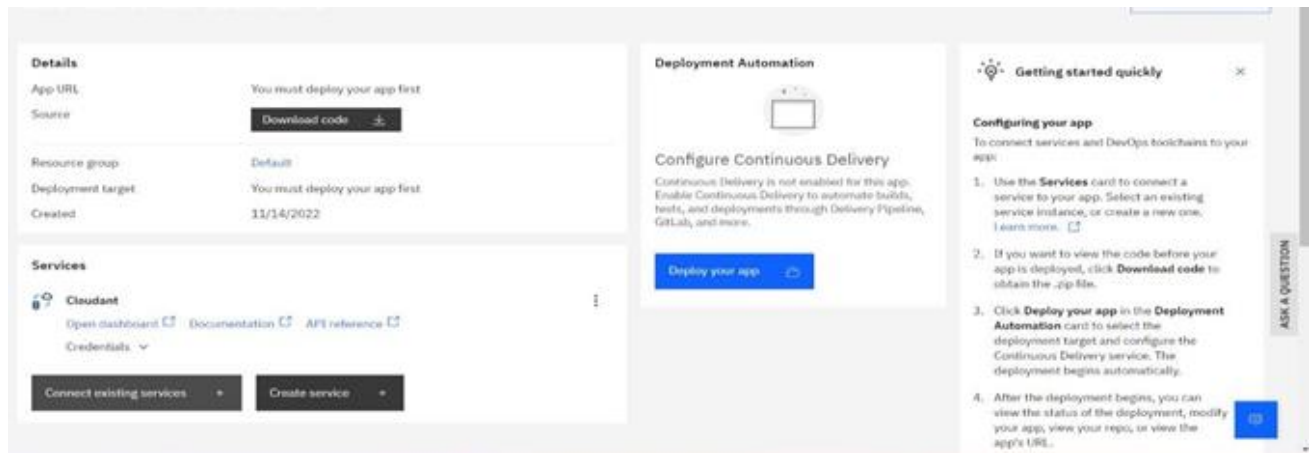 Details
App URL
You must deploy your app first
Source
Download code
Resource group
Default
Deployment target
You must deploy your app first
Created
11/14/2022
Services
Cloudant
Open dashboard Documentation API reference
Credentials
Connect existing services +
Create service +
Deployment Automation
Configure Continuous Delivery
Continuous Delivery is not enabled for this app.
Enable Continuous Delivery to automate builds,
tests, and deployments through Delivery Pipeline,
GitLab, and more.
Deploy your app
Getting started quickly
Configuring your app
To connect services and DevOps toolchains to your
app:
1. Use the Services card to connect a
service to your app. Select an existing
service instance, or create a new one.
Learn more.
2. If you want to view the code before your
app is deployed, click Download code to
obtain the .zip file.
3. Click Deploy your app in the Deployment
Automation card to select the
deployment target and configure the
Continuous Delivery service. The
deployment begins automatically.
4. After the deployment begins, you can
view the status of the deployment, modify
your app, view your repo, or view the
app's URL.
ASK A QUESTION